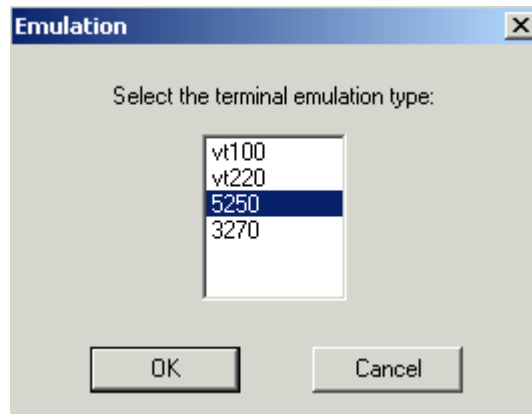 Emulation
Select the terminal emulation type:
vt100
vt220
5250
3270
OK
Cancel